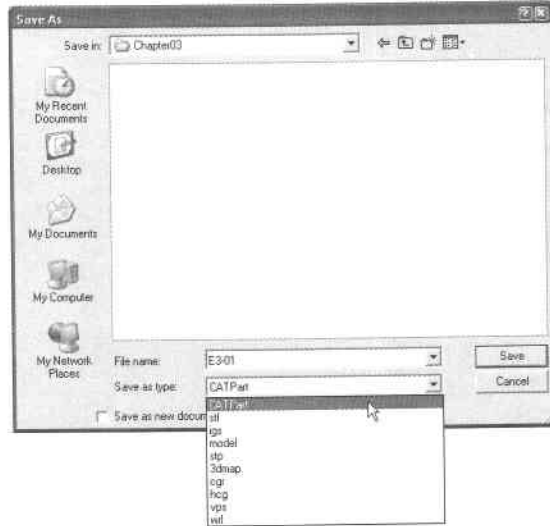 Save As
Save in: Chapter03
My Recent
Documents
Desktop
My Documents
My Computer
My Network
Places
File name: E3-01 Save
Save as type: CATPart Cancel
Save as new docum
CATPart
stl
igs
model
stp
3dmap
cgr
hcg
vps
wrl